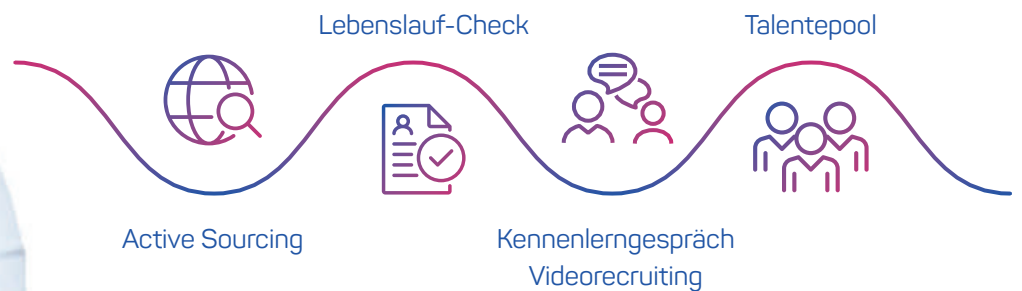 Lebenslauf-Check
Talentepool
Active Sourcing
Kennenlerngespräch
Videorecruiting